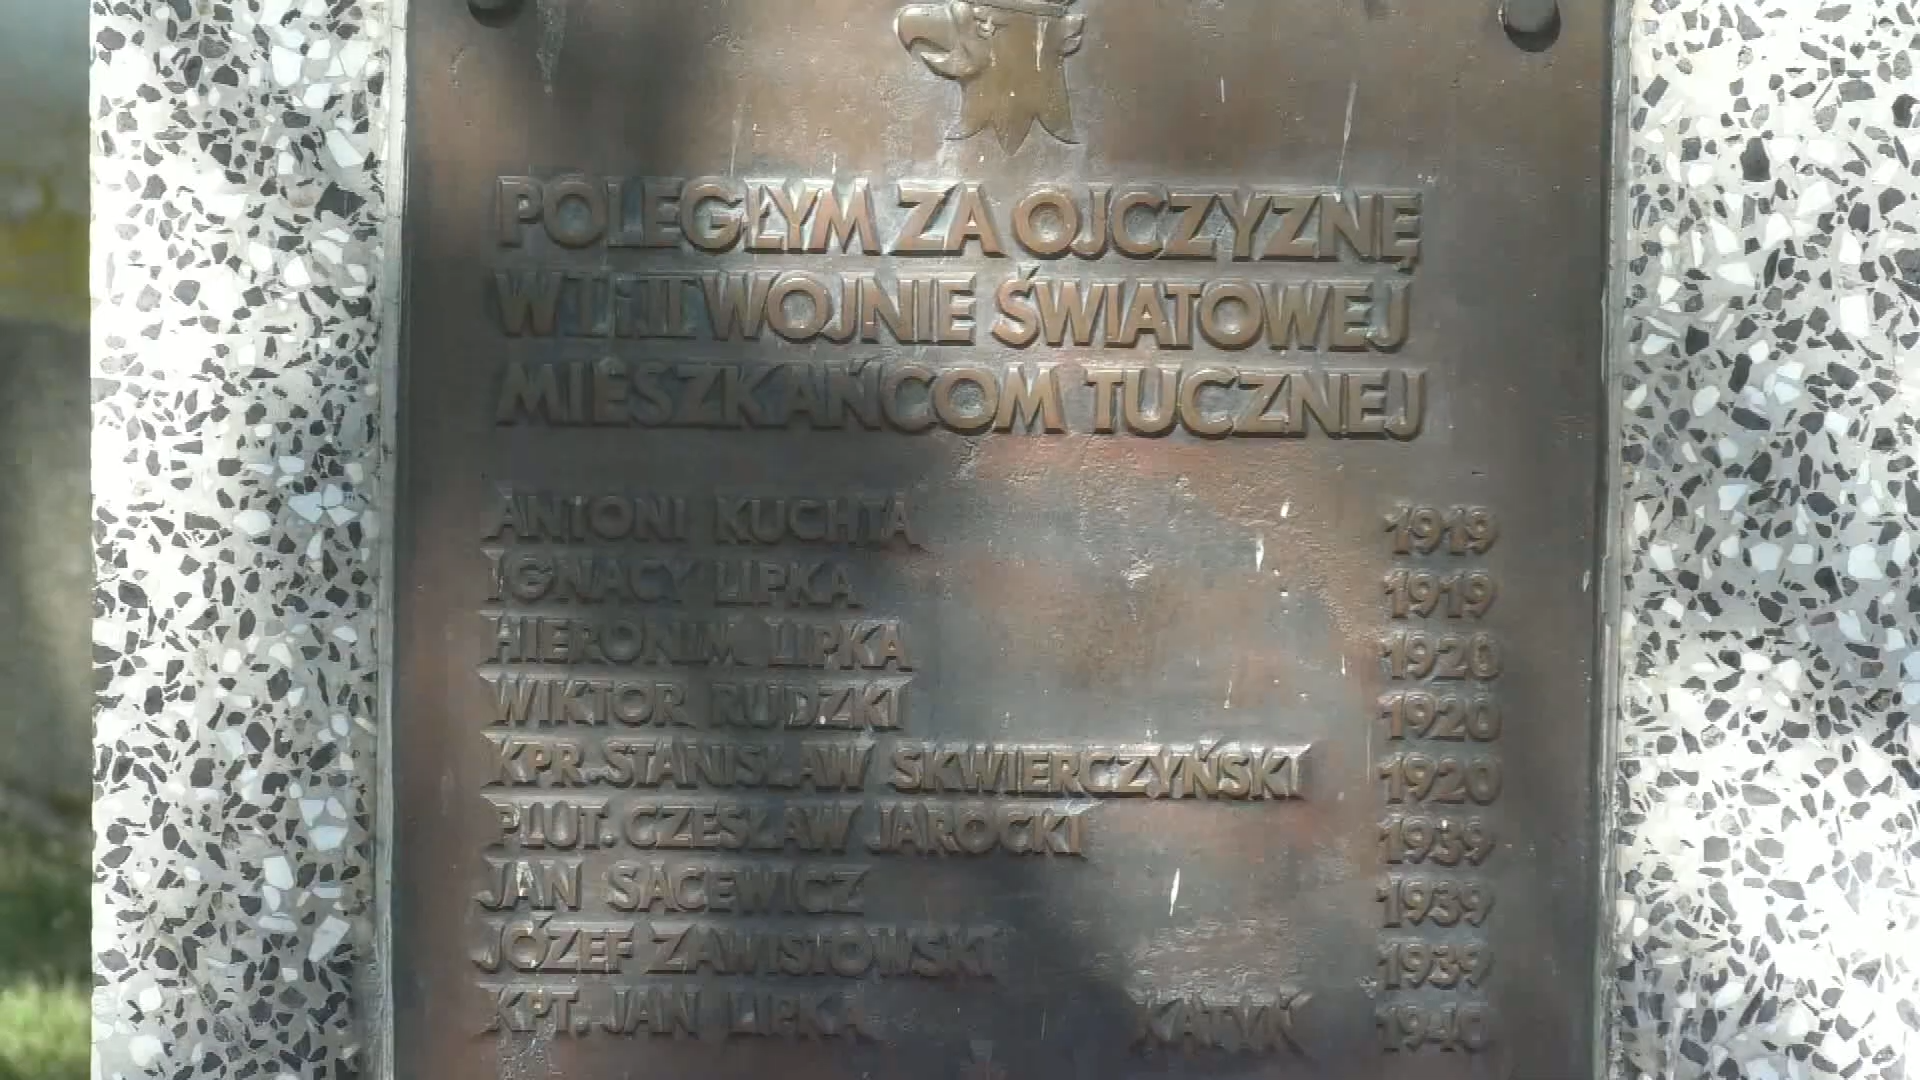 POLEGŁYM ZA OJCZYZNĘ
W I i II WOJNIE ŚWIATOWEJ
MIESZKAŃCOM TUCZNEJ
ANTONI KUCHTA 1919
IGNACY LIPKA 1919
HIERONIM LIPKA 1920
WIKTOR RUDZKI 1920
KPR. STANISŁAW SKWIERCZYŃSKI 1920
PLUT. CZESŁAW JAROCKI 1939
JAN SACEWICZ 1939
JÓZEF ZAWISTOWSKI 1939
KPT. JAN LIPKA KATYŃ 1940